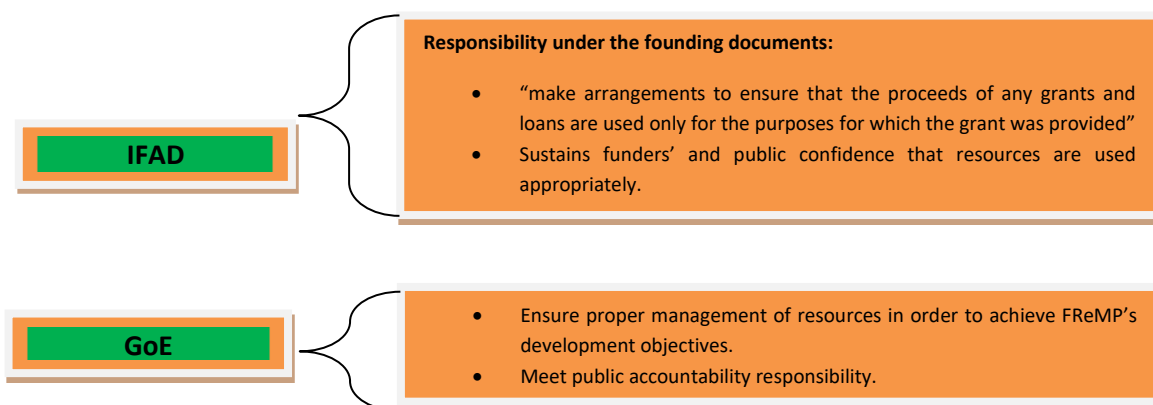 Responsibility under the founding documents:
• “make arrangements to ensure that the proceeds of any grants and
loans are used only for the purposes for which the grant was provided”
• Sustains funders’ and public confidence that resources are used
appropriately.
IFAD
• Ensure proper management of resources in order to achieve FReMP’s
development objectives.
• Meet public accountability responsibility.
GoE